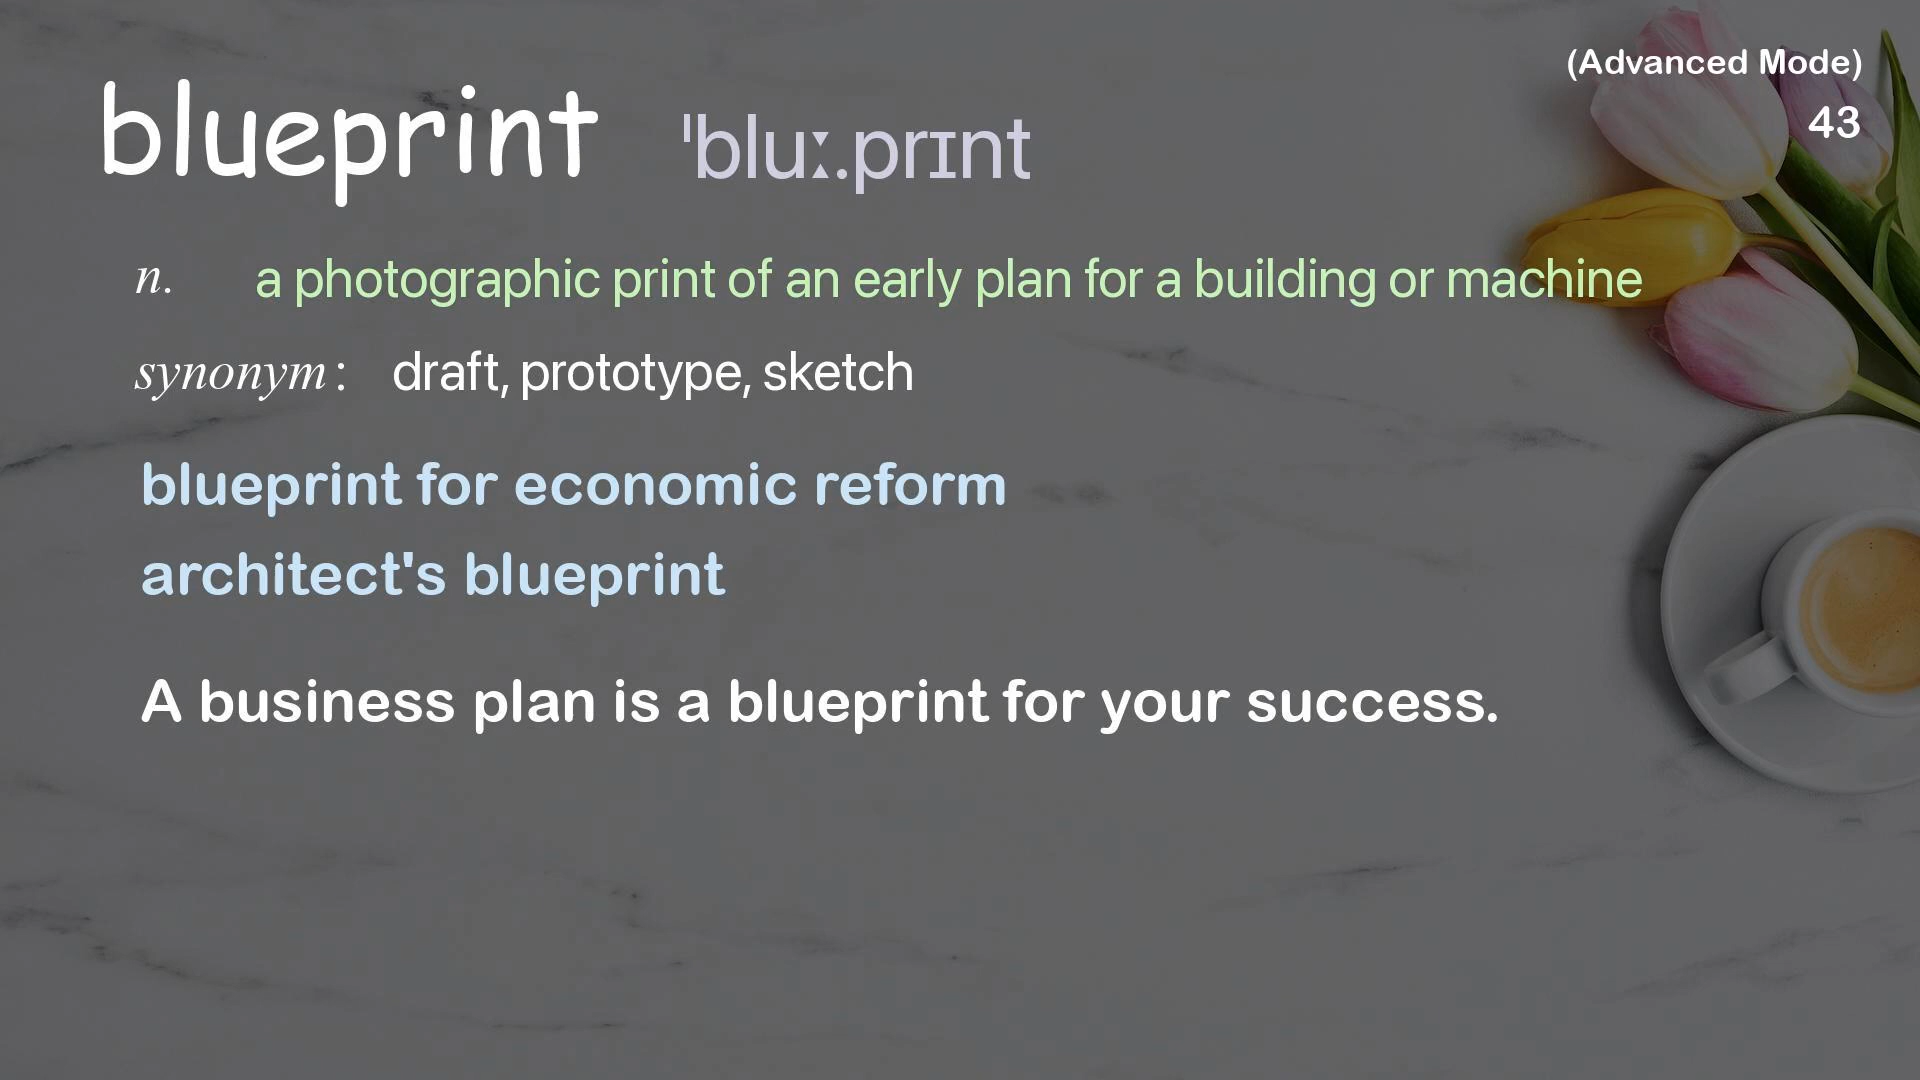 (Advanced Mode)
43
blueprint ˈbluː.prɪnt
n. a photographic print of an early plan for a building or machine
synonym: draft, prototype, sketch
blueprint for economic reform
architect's blueprint
A business plan is a blueprint for your success.